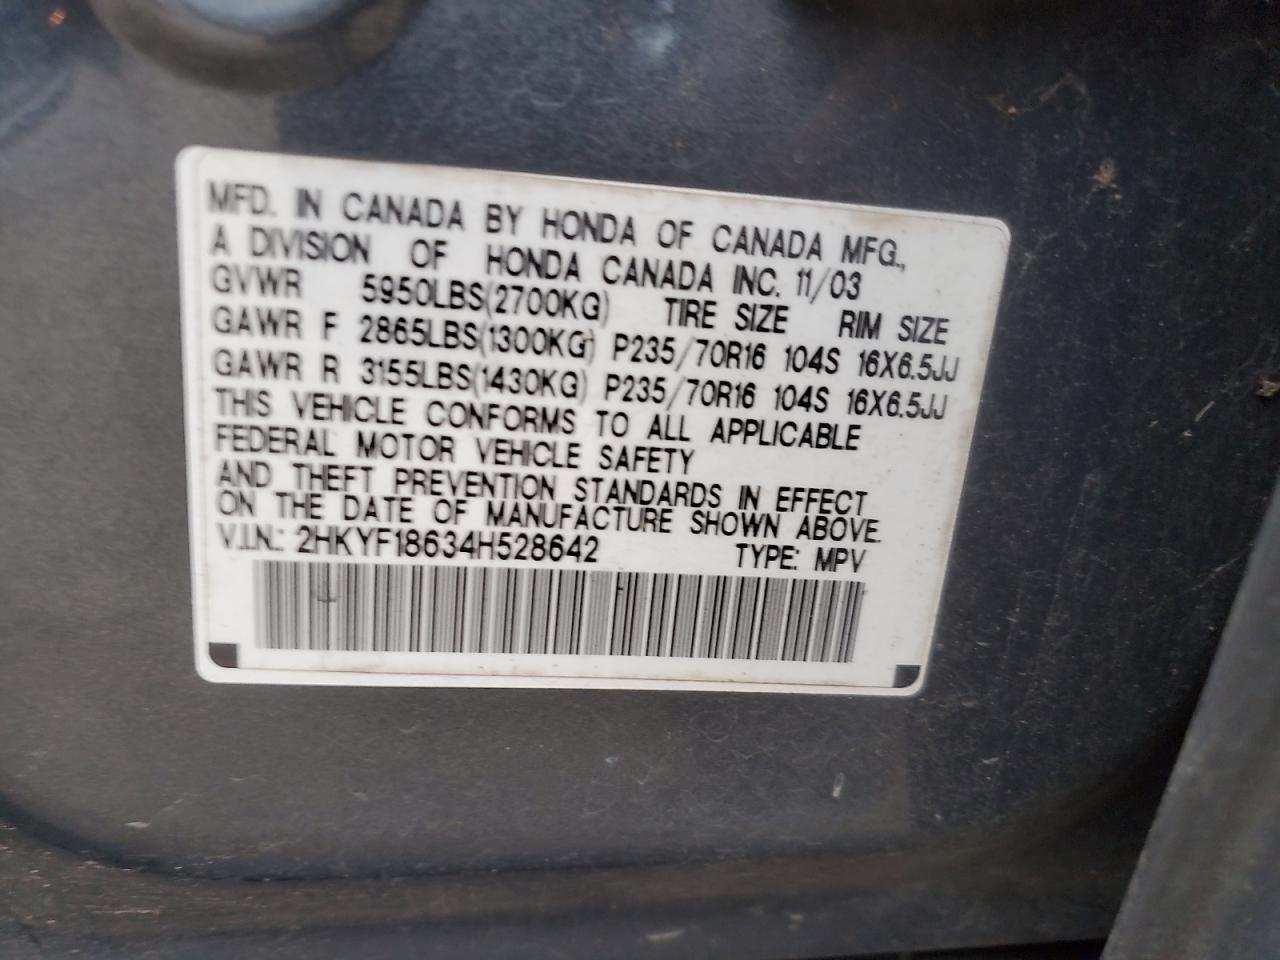 MFD. IN CANADA BY HONDA OF CANADA MFG.,
A DIVISION OF HONDA CANADA INC. 11/03
GVWR 5950LBS(2700KG) TIRE SIZE RIM SIZE
GAWR F 2865LBS(1300KG) P235/70R16 104S 16X6.5JJ
GAWR R 3155LBS(1430KG) P235/70R16 104S 16X6.5JJ
THIS VEHICLE CONFORMS TO ALL APPLICABLE
FEDERAL MOTOR VEHICLE SAFETY
AND THEFT PREVENTION STANDARDS IN EFFECT
ON THE DATE OF MANUFACTURE SHOWN ABOVE.
V.I.N.: 2HKYF18634H528642 TYPE: MPV